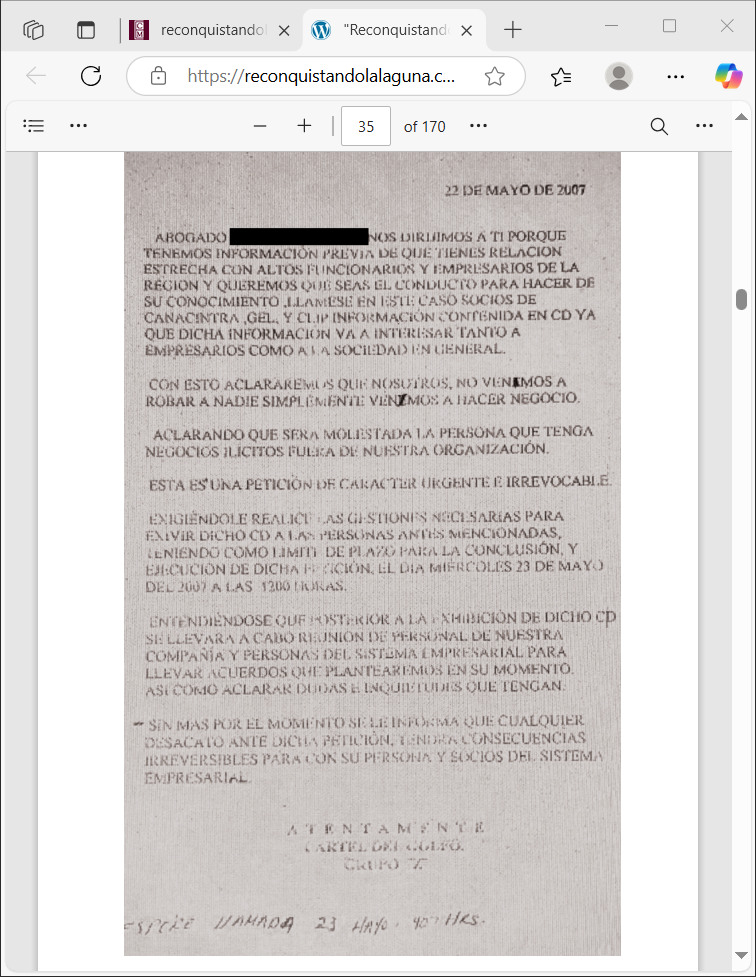 reconquistandol
"Reconquistand
https://reconquistandolalaguna.c...
35 of 170
22 DE MAYO DE 2007
ABOGADO NOS DIRIJIMOS A TI PORQUE
TENEMOS INFORMACIÓN PREVIA DE QUE TIENES RELACION
ESTRECHA CON ALTOS FUNCIONARIOS Y EMPRESARIOS DE LA
REGION Y QUEREMOS QUE SEAS EL CONDUCTO PARA HACER DE
SU CONOCIMIENTO ,LLAMESE EN ESTE CASO SOCIOS DE
CANACINTRA ,GEL, Y CLIP INFORMACIÓN CONTENIDA EN CD YA
QUE DICHA INFORMACIÓN VA A INTERESAR TANTO A
EMPRESARIOS COMO A LA SOCIEDAD EN GENERAL.
CON ESTO ACLARAREMOS QUE NOSOTROS, NO VENIMOS A
ROBAR A NADIE SIMPLEMENTE VENIMOS A HACER NEGOCIO.
ACLARANDO QUE SERA MOLESTADA LA PERSONA QUE TENGA
NEGOCIOS ILICITOS FUERA DE NUESTRA ORGANIZACIÓN.
ESTA ES UNA PETICIÓN DE CARACTER URGENTE E IRREVOCABLE.
EXIGIÉNDOLE REALICE LAS GESTIONES NECESARIAS PARA
EXIVIR DICHO CD A LAS PERSONAS ANTES MENCIONADAS,
TENIENDO COMO LIMITE DE PLAZO PARA LA CONCLUSIÓN, Y
EJECUCIÓN DE DICHA PETICIÓN, EL DIA MIÉRCOLES 23 DE MAYO
DEL 2007 A LAS 1200 HORAS.
ENTENDIÉNDOSE QUE POSTERIOR A LA EXHIBICIÓN DE DICHO CD
SE LLEVARA A CABO REUNIÓN DE PERSONAL DE NUESTRA
COMPAÑÍA Y PERSONAS DEL SISTEMA EMPRESARIAL PARA
LLEVAR ACUERDOS QUE PLANTEAREMOS EN SU MOMENTO.
ASI COMO ACLARAR DUDAS E INQUIETUDES QUE TENGAN.
SIN MAS POR EL MOMENTO SE LE INFORMA QUE CUALQUIER
DESACATO ANTE DICHA PETICIÓN, TENDRA CONSECUENCIAS
IRREVERSIBLES PARA CON SU PERSONA Y SOCIOS DEL SISTEMA
EMPRESARIAL.
A T E N T A M E N T E
CARTEL DEL GOLFO.
GRUPO "Z"
ESPERE LLAMADA 23 MAYO. HRS.